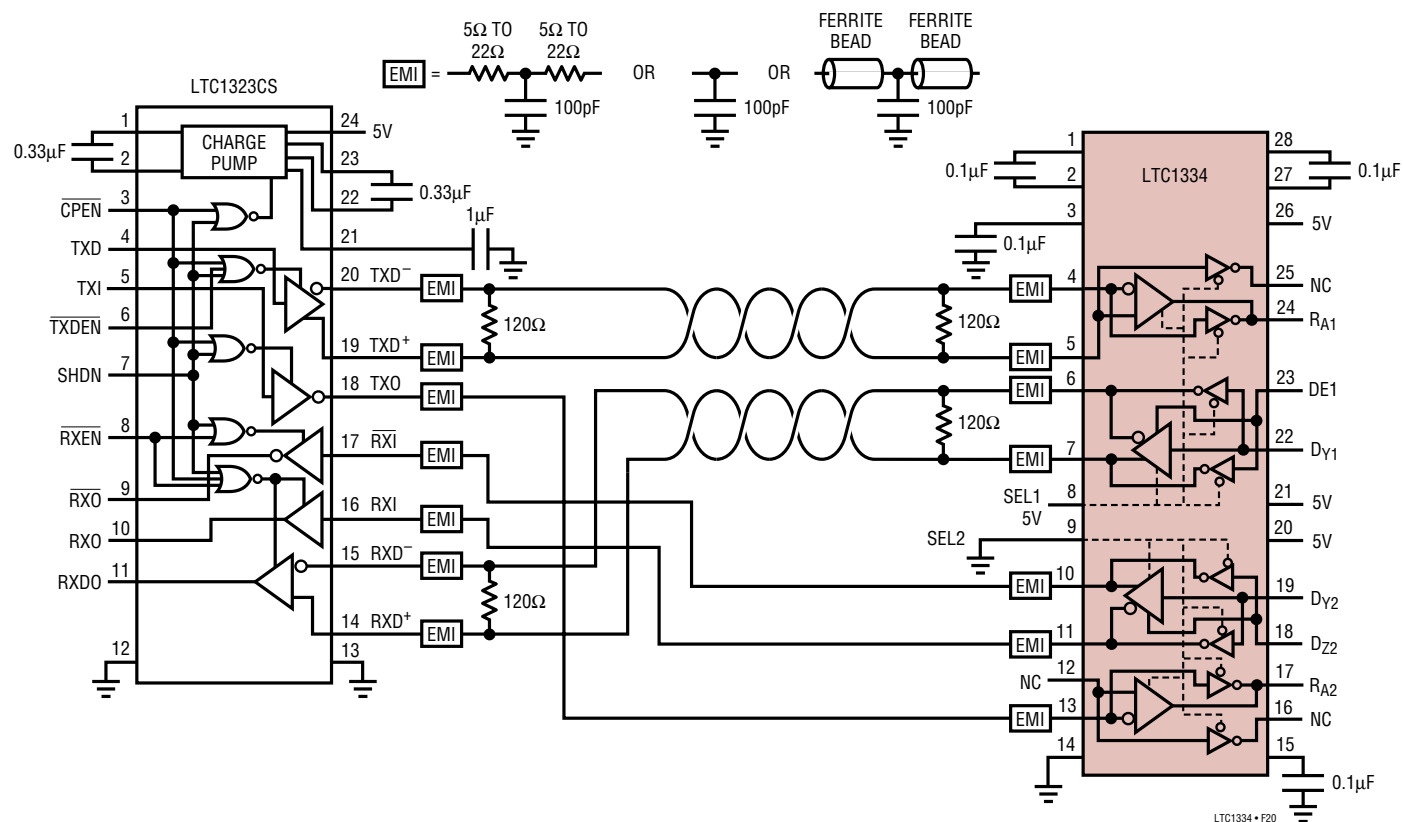 5Ω TO
22Ω
5Ω TO
22Ω
FERRITE
BEAD
FERRITE
BEAD
EMI
=
OR
OR
100pF
100pF
100pF
LTC1323CS
CHARGE
PUMP
1
2
0.33µF
24
5V
23
22
0.33µF
21
1µF
3
CPEN
4
TXD
5
TXI
6
TXDEN
7
SHDN
8
RXEN
9
RXO
10
RXO
11
RXDO
12
13
20
TXD⁻
EMI
19
TXD⁺
EMI
120Ω
18
TXO
EMI
17
RXI
EMI
16
RXI
EMI
15
RXD⁻
EMI
14
RXD⁺
EMI
120Ω
120Ω
120Ω
LTC1334
1
2
0.1µF
3
0.1µF
EMI
4
EMI
5
EMI
6
EMI
7
SEL1
5V
8
SEL2
9
EMI
10
EMI
11
NC
12
EMI
13
14
28
27
0.1µF
26
5V
25
NC
24
RA1
23
DE1
22
DY1
21
5V
20
5V
19
DY2
18
DZ2
17
RA2
16
NC
15
0.1µF
LTC1334 • F20